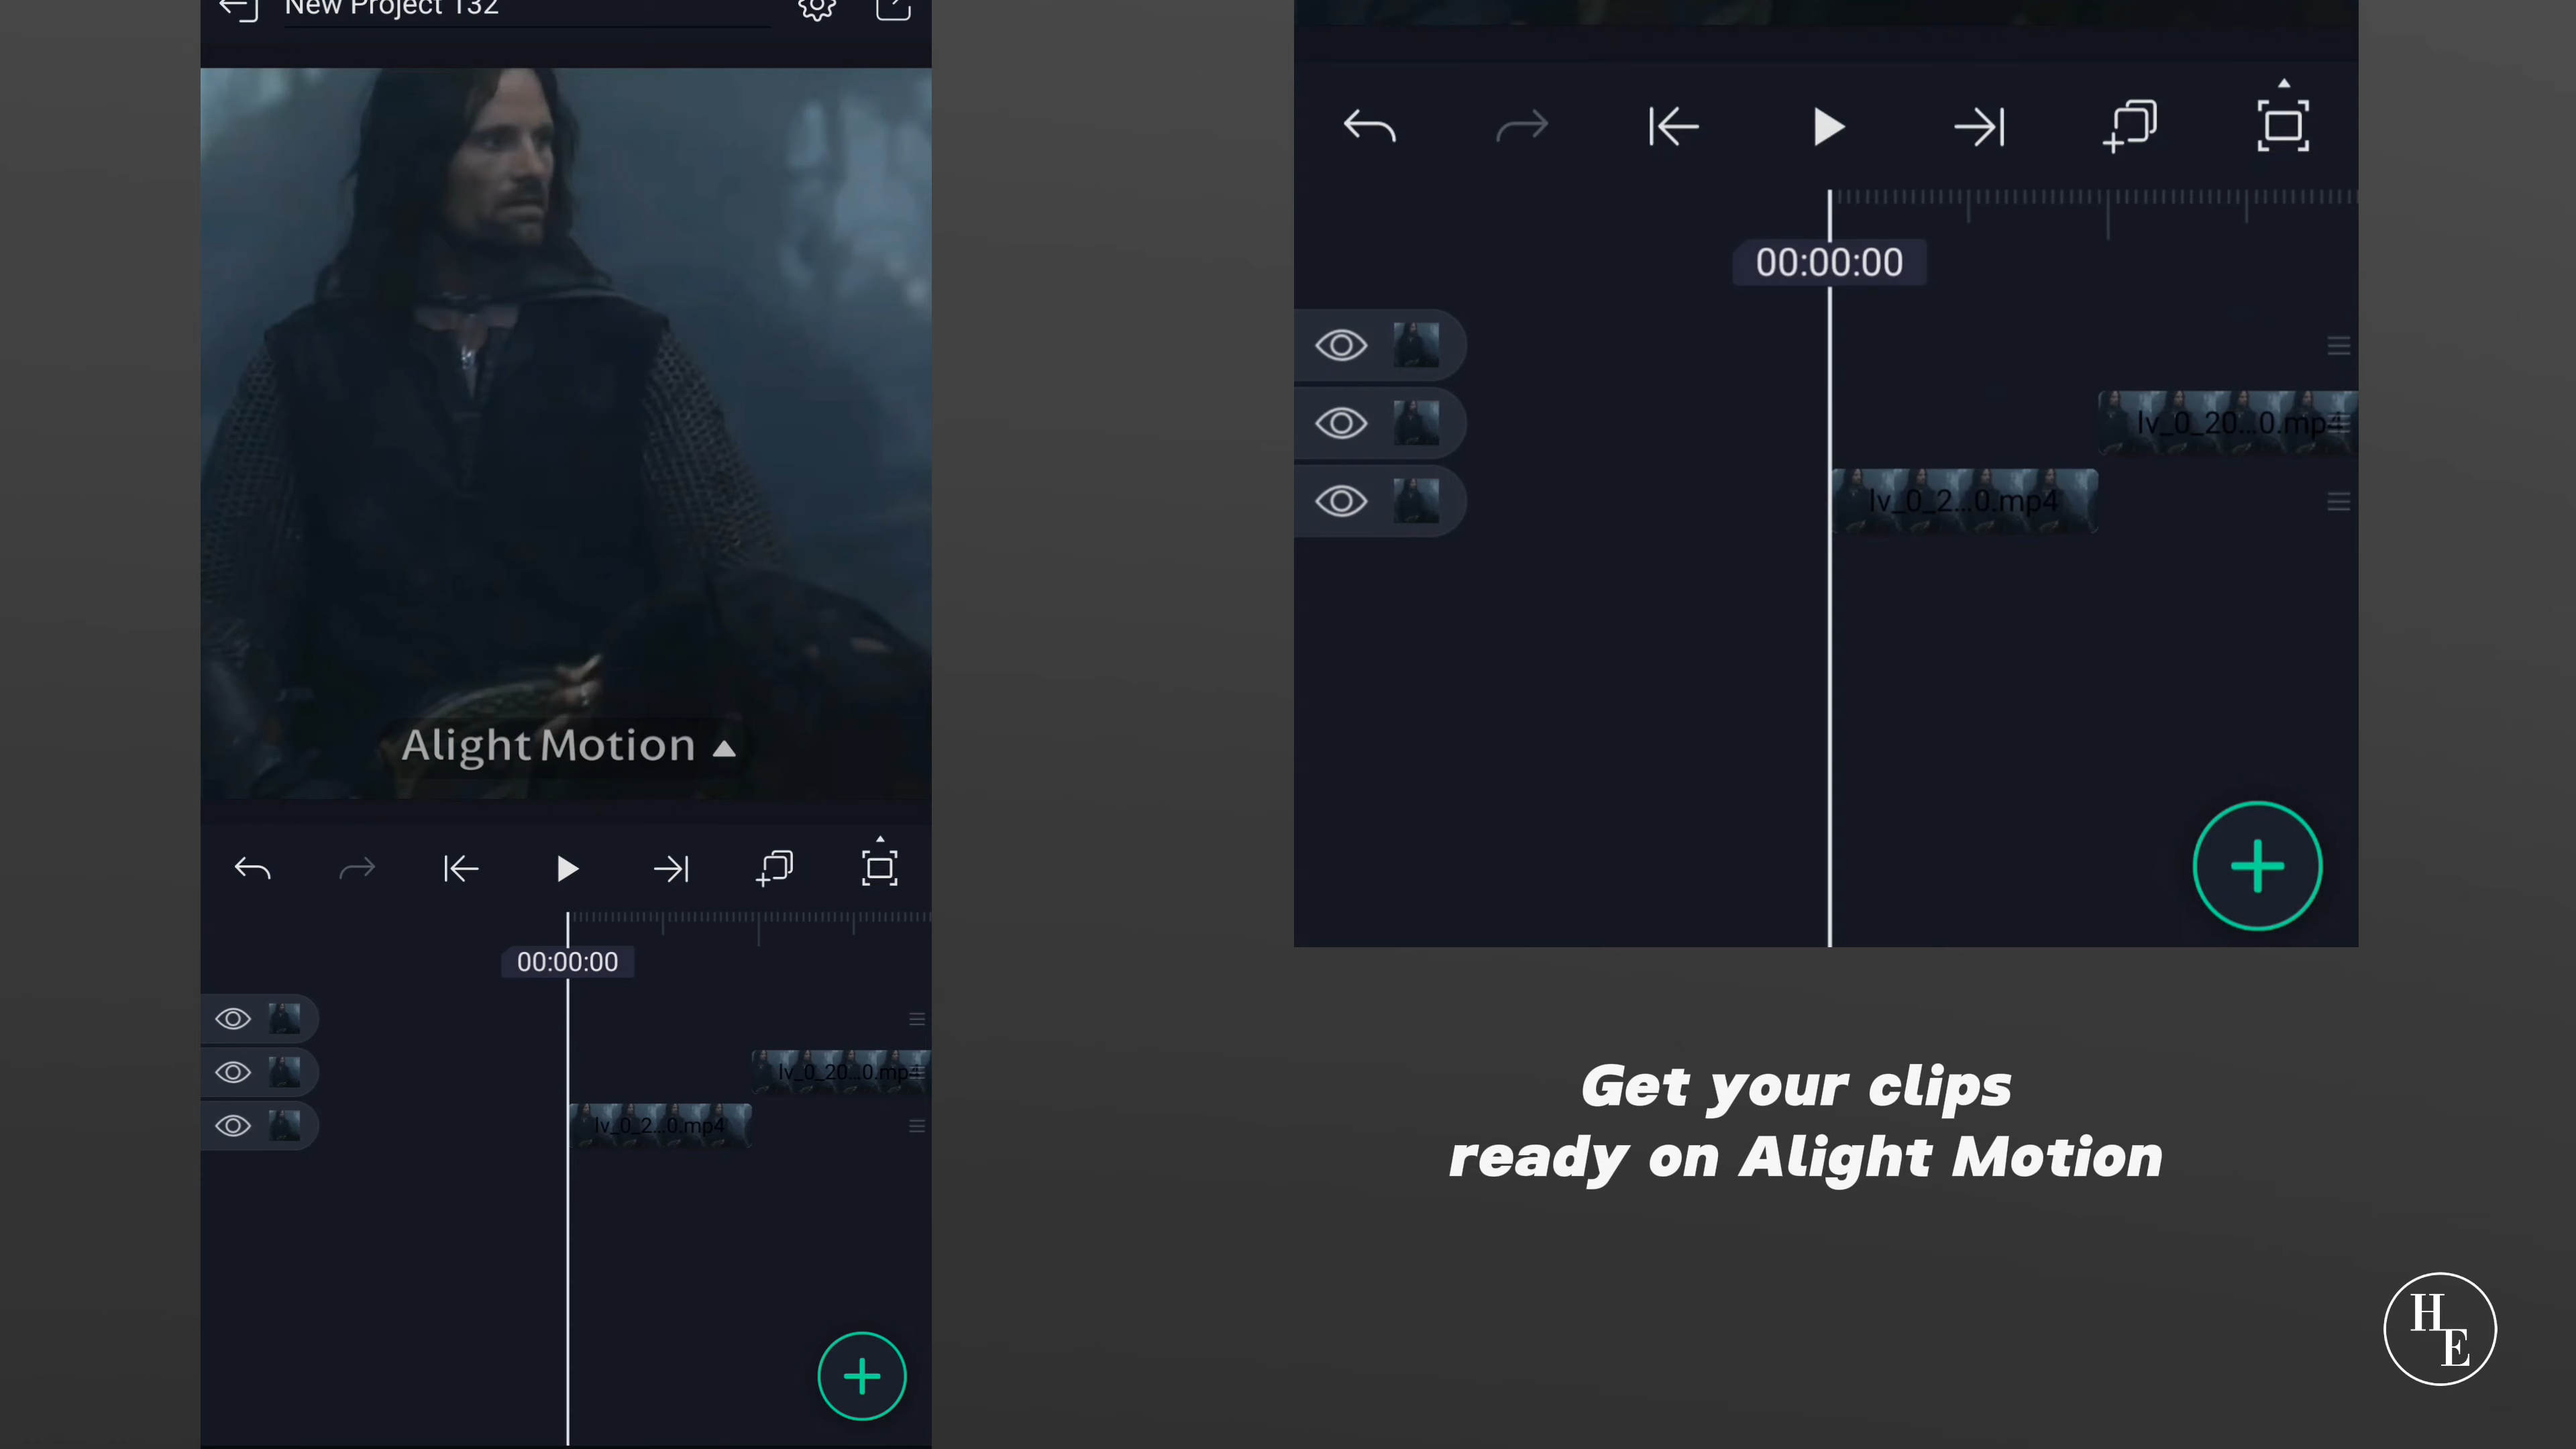 New Project 132
Alight Motion
00:00:00
lv_0_20...0.mp4
lv_0_2...0.mp4
00:00:00
lv_0_20...0.mp4
lv_0_2...0.mp4
Get your clips
ready on Alight Motion
H
E